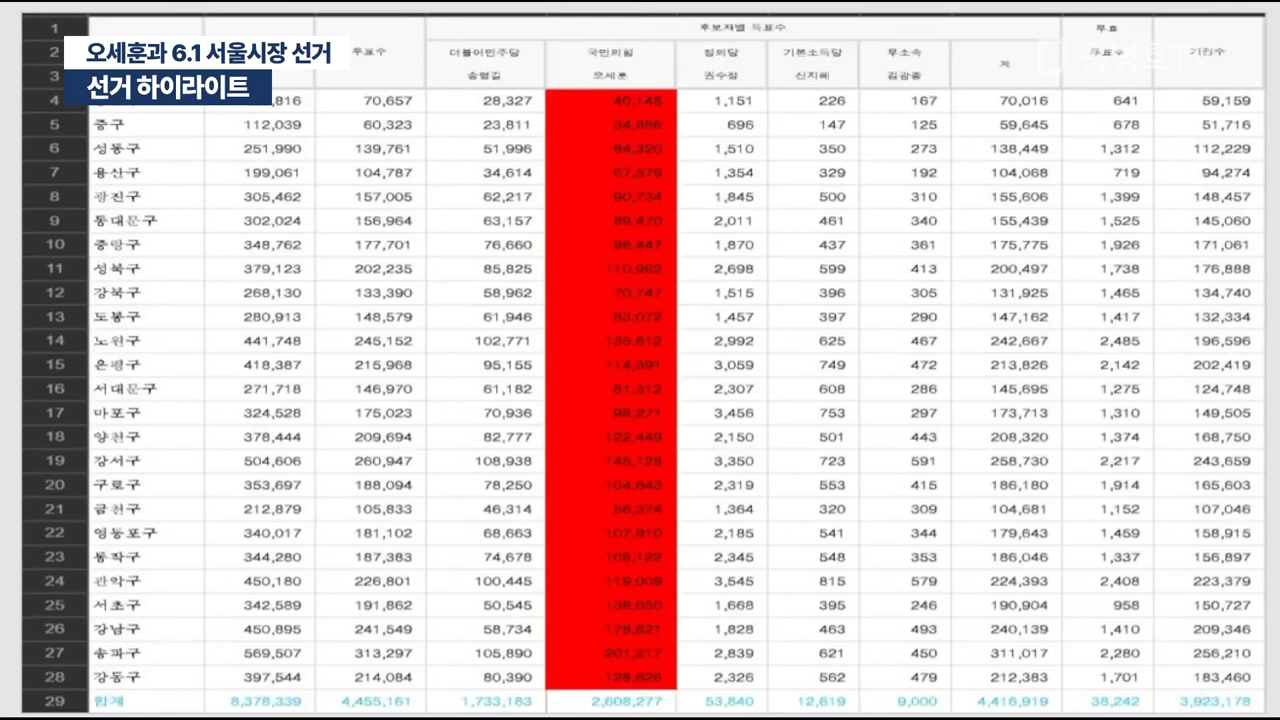 오세훈과 6.1 서울시장 선거
선거 하이라이트
1 후보자별 득표수 무효
2 투표수 더불어민주당 국민의힘 정의당 기본소득당 무소속 계 투표수 기권수
3 송영길 오세훈 권수정 신지혜 김광종
4 816 70,657 28,327 40,145 1,151 226 167 70,016 641 59,159
5 중구 112,039 60,323 23,811 34,866 696 147 125 59,645 678 51,716
6 성동구 251,990 139,761 51,996 84,320 1,510 350 273 138,449 1,312 112,229
7 용산구 199,061 104,787 34,614 67,579 1,354 329 192 104,068 719 94,274
8 광진구 305,462 157,005 62,217 90,734 1,845 500 310 155,606 1,399 148,457
9 동대문구 302,024 156,964 63,157 89,470 2,011 461 340 155,439 1,525 145,060
10 중랑구 348,762 177,701 76,660 96,447 1,870 437 361 175,775 1,926 171,061
11 성북구 379,123 202,235 85,825 110,962 2,698 599 413 200,497 1,738 176,888
12 강북구 268,130 133,390 58,962 70,747 1,515 396 305 131,925 1,465 134,740
13 도봉구 280,913 148,579 61,946 83,072 1,457 397 290 147,162 1,417 132,334
14 노원구 441,748 245,152 102,771 135,812 2,992 625 467 242,667 2,485 196,596
15 은평구 418,387 215,968 95,155 114,391 3,059 749 472 213,826 2,142 202,419
16 서대문구 271,718 146,970 61,182 81,312 2,307 608 286 145,695 1,275 124,748
17 마포구 324,528 175,023 70,936 98,271 3,456 753 297 173,713 1,310 149,505
18 양천구 378,444 209,694 82,777 122,449 2,150 501 443 208,320 1,374 168,750
19 강서구 504,606 260,947 108,938 145,128 3,350 723 591 258,730 2,217 243,659
20 구로구 353,697 188,094 78,250 104,643 2,319 553 415 186,180 1,914 165,603
21 금천구 212,879 105,833 46,314 56,374 1,364 320 309 104,681 1,152 107,046
22 영등포구 340,017 181,102 68,663 107,910 2,185 541 344 179,643 1,459 158,915
23 동작구 344,280 187,383 74,678 108,122 2,345 548 353 186,046 1,337 156,897
24 관악구 450,180 226,801 100,445 119,009 3,545 815 579 224,393 2,408 223,379
25 서초구 342,589 191,862 50,545 138,050 1,668 395 246 190,904 958 150,727
26 강남구 450,895 241,549 58,734 178,621 1,828 463 493 240,139 1,410 209,346
27 송파구 569,507 313,297 105,890 201,217 2,839 621 450 311,017 2,280 256,210
28 강동구 397,544 214,084 80,390 128,626 2,326 562 479 212,383 1,701 183,460
29 합계 8,378,339 4,455,161 1,733,183 2,608,277 53,840 12,619 9,000 4,416,919 38,242 3,923,178